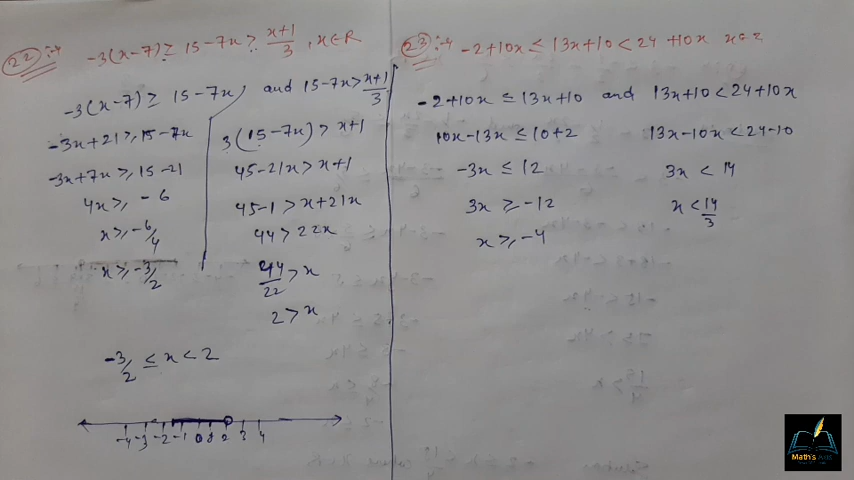 22 :- -3(x-7) ≥ 15-7x > x+1/3 , x∈R
-3(x-7) ≥ 15-7x, and 15-7x > x+1/3
-3x+21 ≥ 15-7x
3(15-7x) > x+1
-3x+7x ≥ 15-21
45-21x > x+1
4x ≥ -6
45-1 > x+21x
x ≥ -6/4
44 > 22x
x ≥ -3/2
44/22 > x
2 > x
-3/2 ≤ x < 2
-4 -3 -2 -1 0 1 2 3 4
23 :- -2+10x ≤ 13x+10 < 24+10x x∈z
-2+10x ≤ 13x+10 and 13x+10 < 24+10x
10x-13x ≤ 10+2 13x-10x < 24-10
-3x ≤ 12 3x < 14
3x ≥ -12 x < 14/3
x ≥ -4
Math's